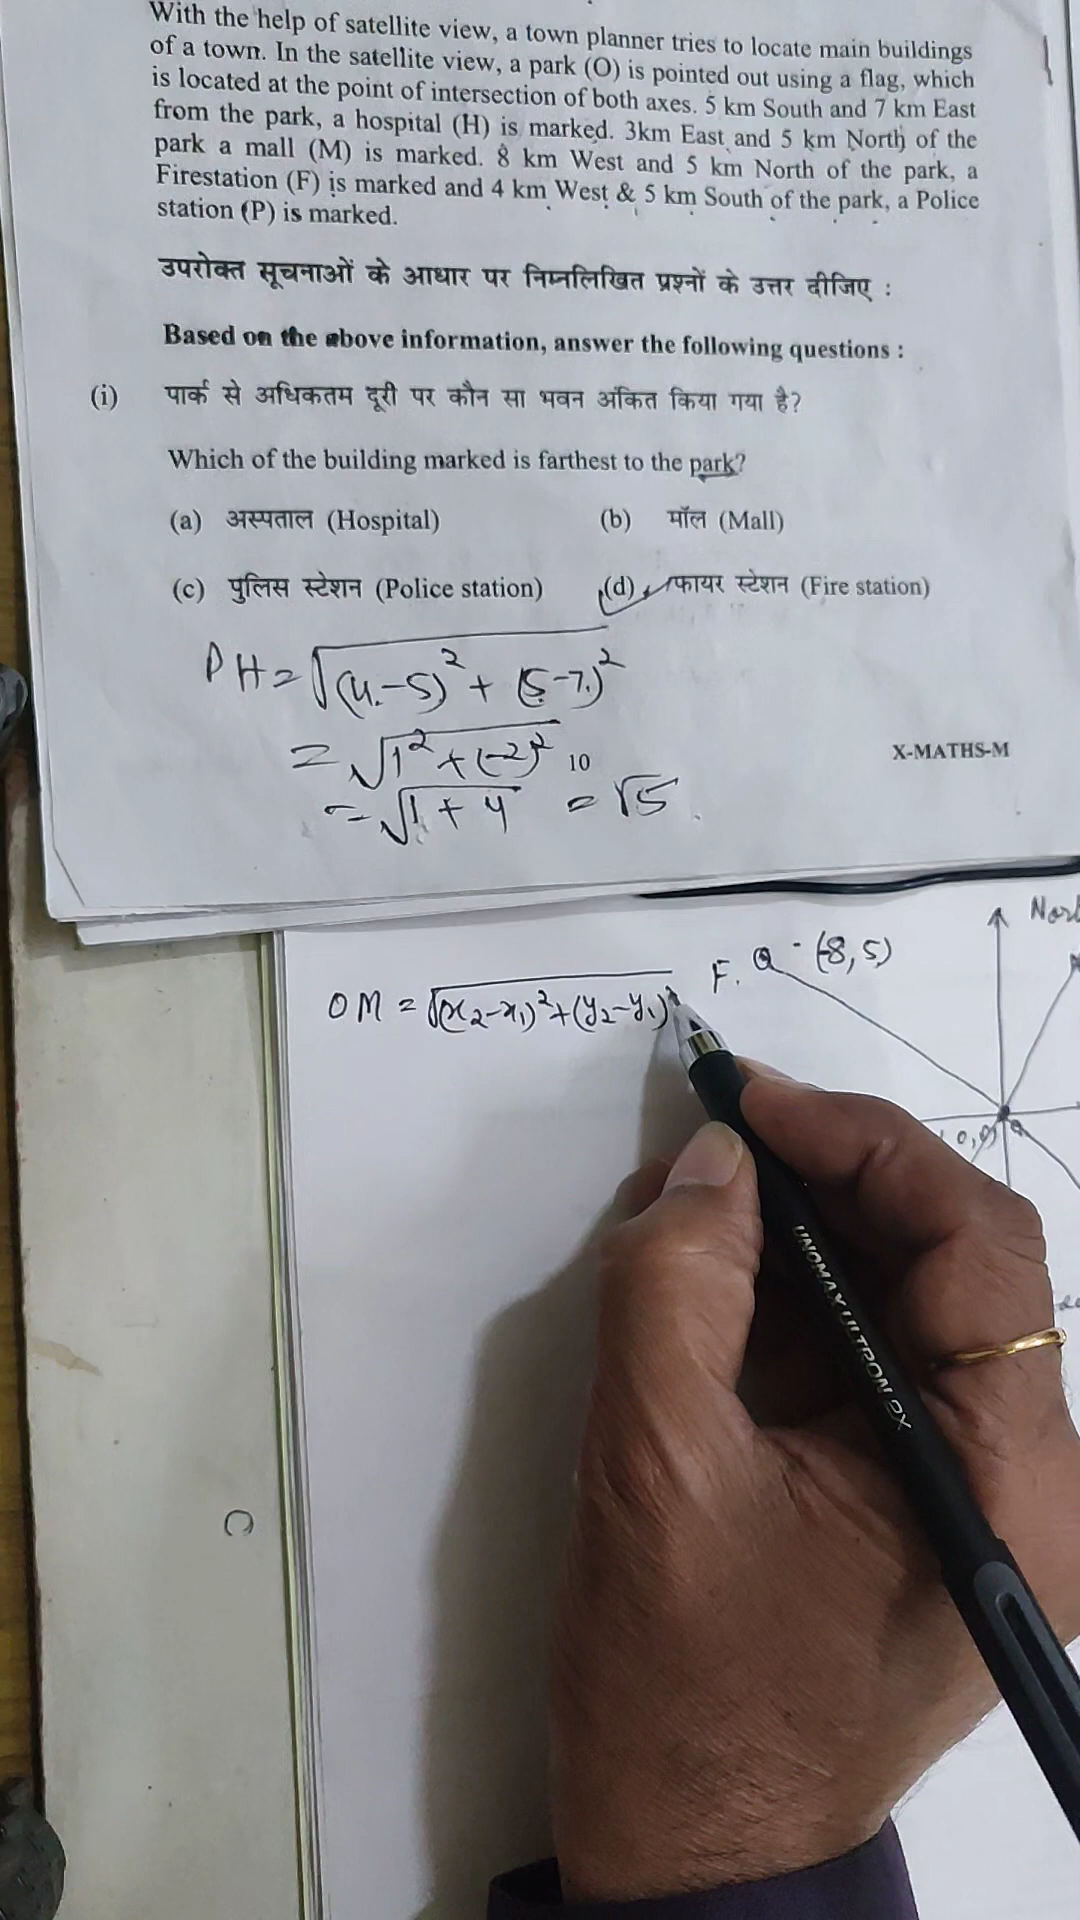 With the help of satellite view, a town planner tries to locate main buildings
of a town. In the satellite view, a park (O) is pointed out using a flag, which
is located at the point of intersection of both axes. 5 km South and 7 km East
from the park, a hospital (H) is marked. 3km East and 5 km North of the
park a mall (M) is marked. 8 km West and 5 km North of the park, a
Firestation (F) is marked and 4 km West & 5 km South of the park, a Police
station (P) is marked.
उपरोक्त सूचनाओं के आधार पर निम्नलिखित प्रश्नों के उत्तर दीजिए :
Based on the above information, answer the following questions :
(i) पार्क से अधिकतम दूरी पर कौन सा भवन अंकित किया गया है?
Which of the building marked is farthest to the park?
(a) अस्पताल (Hospital) (b) मॉल (Mall)
(c) पुलिस स्टेशन (Police station) (d) फायर स्टेशन (Fire station)
PH = √(4-5)² + (5-7)²
= √1² + (-2)²
10
X-MATHS-M
= √1 + 4 = √5
F. (-8, 5)
OM = √(x₂-x₁)²+(y₂-y₁)
0,0
UNOMAX ULTRON 2X